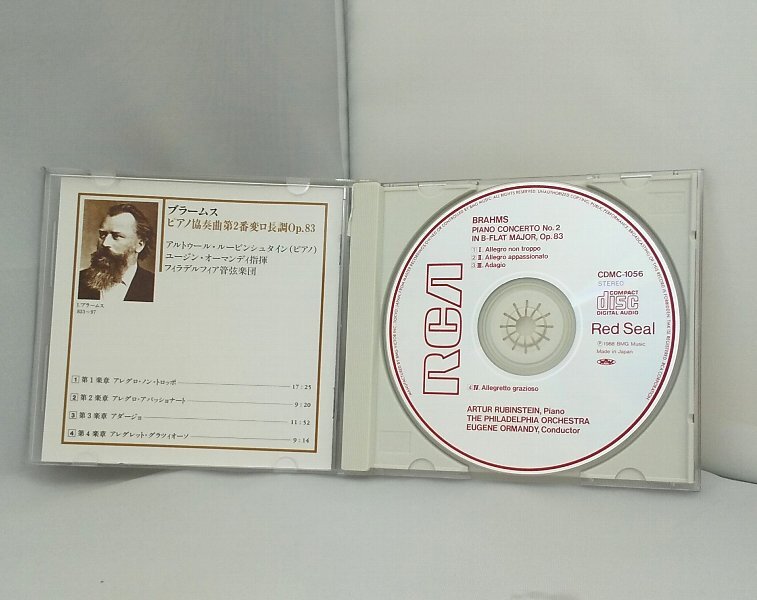 ブラームス
ピアノ協奏曲第2番変ロ長調Op.83
アルトゥール・ルービンシュタイン(ピアノ)
ユージン・オーマンディ指揮
フィラデルフィア管弦楽団
J.ブラームス
833~97
1 第1楽章 アレグロ・ノン・トロッポ 17:25
2 第2楽章 アレグロ・アパッショナート 9:20
3 第3楽章 アダージョ 11:52
4 第4楽章 アレグレット・グラツィオーソ 9:14
RCA
BRAHMS
PIANO CONCERTO No.2
IN B-FLAT MAJOR, Op.83
1 I. Allegro non troppo
2 II. Allegro appassionato
3 III. Adagio
CDMC-1056
STEREO
COMPACT
disc
DIGITAL AUDIO
Red Seal
Ⓟ1988 BMG Music
Made in Japan
4 IV. Allegretto grazioso
ARTUR RUBINSTEIN, Piano
THE PHILADELPHIA ORCHESTRA
EUGENE ORMANDY, Conductor